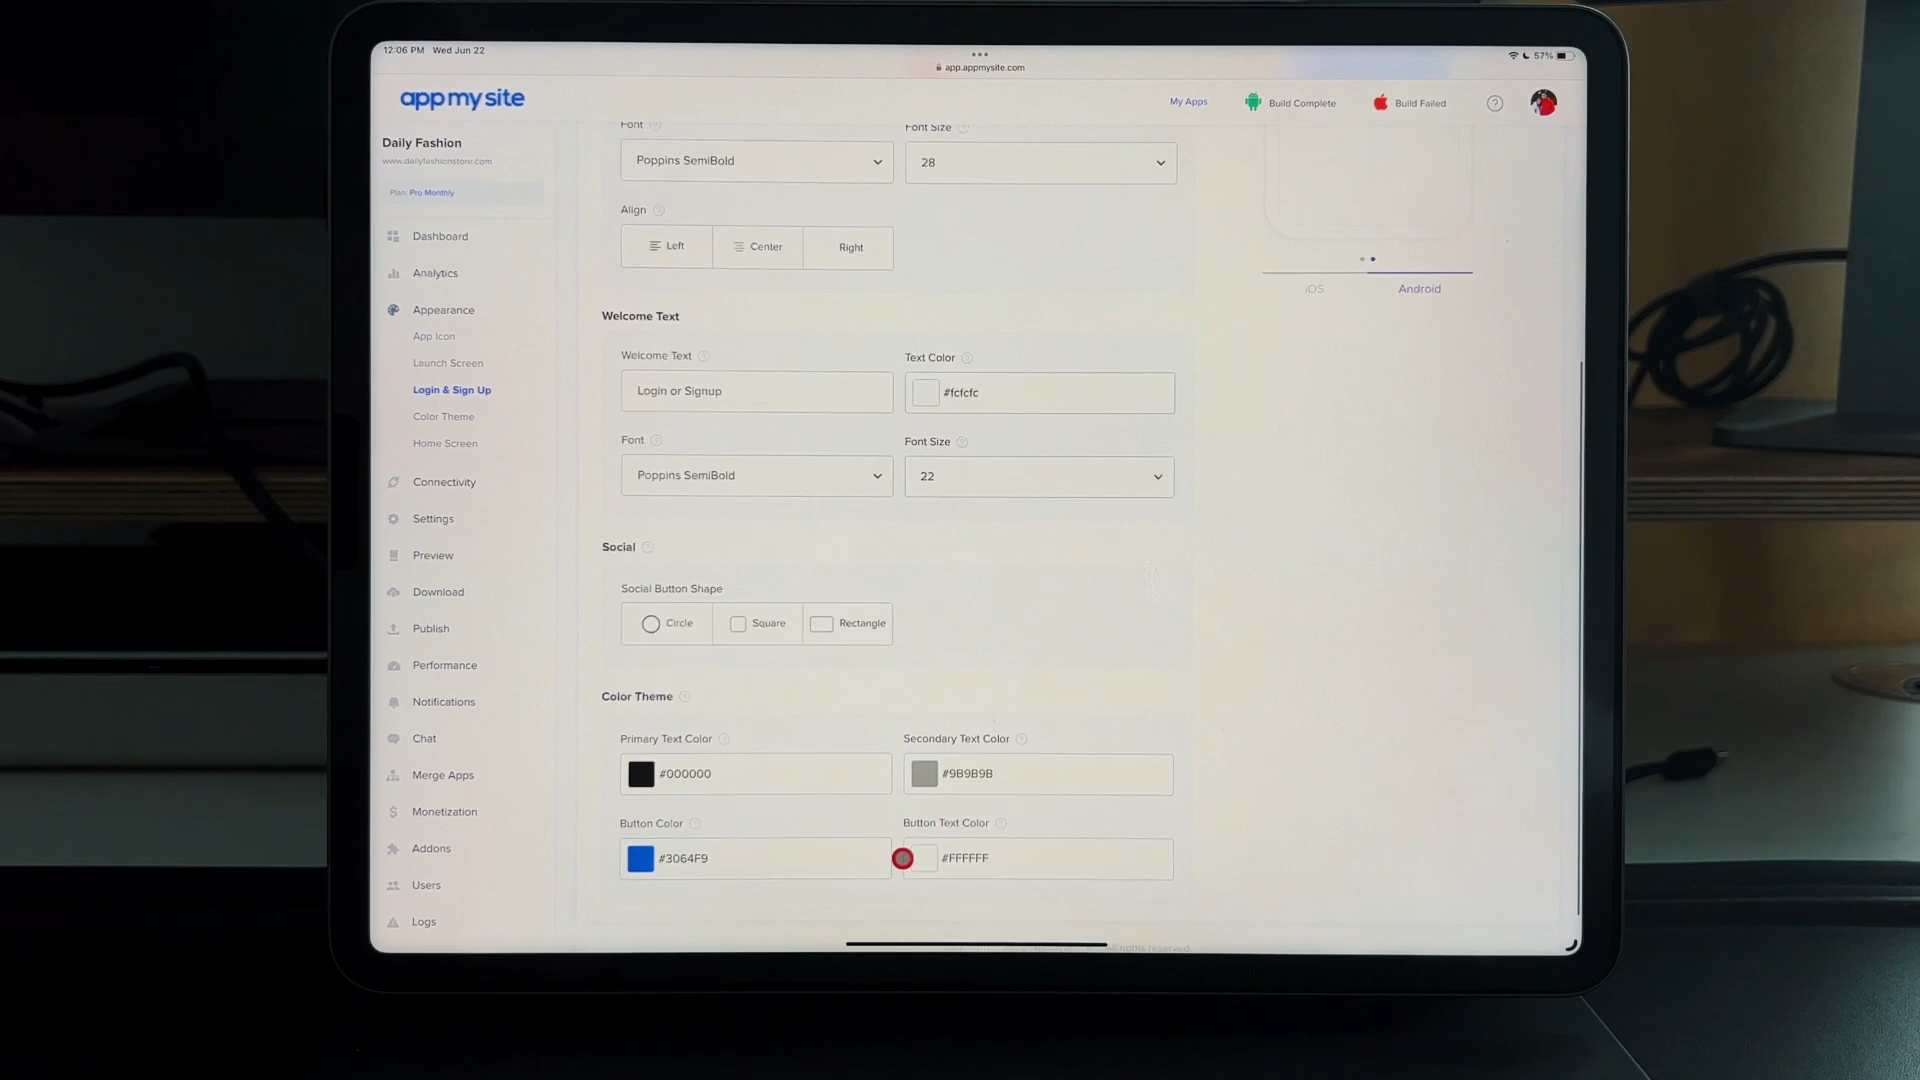 12:06 PM Wed Jun 22
app.appmysite.com
57%
appmysite
My Apps
Build Complete
Build Failed
Daily Fashion
www.dailyfashionstore.com
Plan: Pro Monthly
Dashboard
Analytics
Appearance
App Icon
Launch Screen
Login & Sign Up
Color Theme
Home Screen
Connectivity
Settings
Preview
Download
Publish
Performance
Notifications
Chat
Merge Apps
Monetization
Addons
Users
Logs
Font
Font Size
Poppins SemiBold
28
Align
Left
Center
Right
iOS
Android
Welcome Text
Welcome Text
Text Color
Login or Signup
#fcfcfc
Font
Font Size
Poppins SemiBold
22
Social
Social Button Shape
Circle
Square
Rectangle
Color Theme
Primary Text Color
Secondary Text Color
#000000
#9B9B9B
Button Color
Button Text Color
#3064F9
#FFFFFF
All rights reserved.